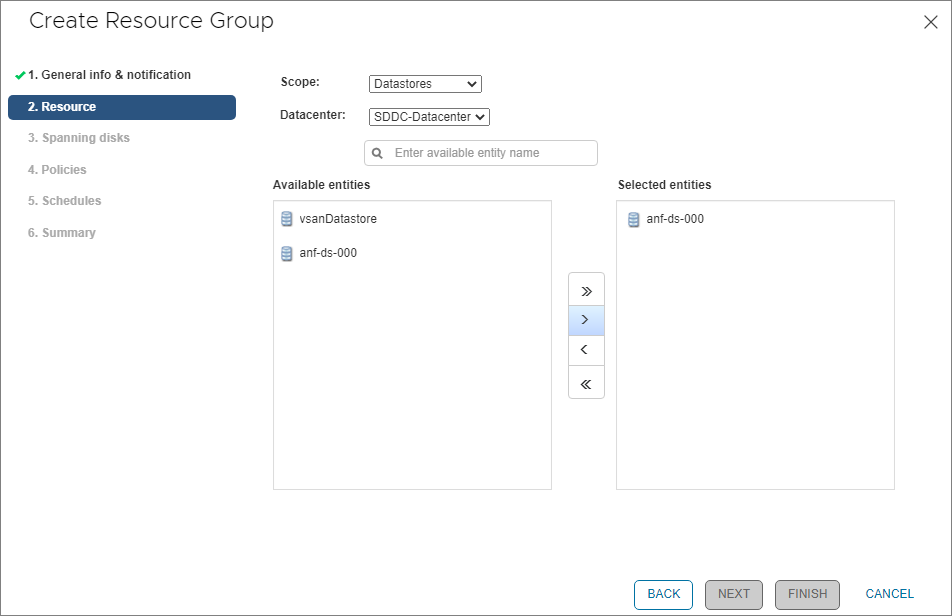 Create Resource Group
1. General info & notification
2. Resource
3. Spanning disks
4. Policies
5. Schedules
6. Summary
Scope:
Datastores
Datacenter:
SDDC-Datacenter
Enter available entity name
Available entities
vsanDatastore
anf-ds-000
Selected entities
anf-ds-000
BACK
NEXT
FINISH
CANCEL